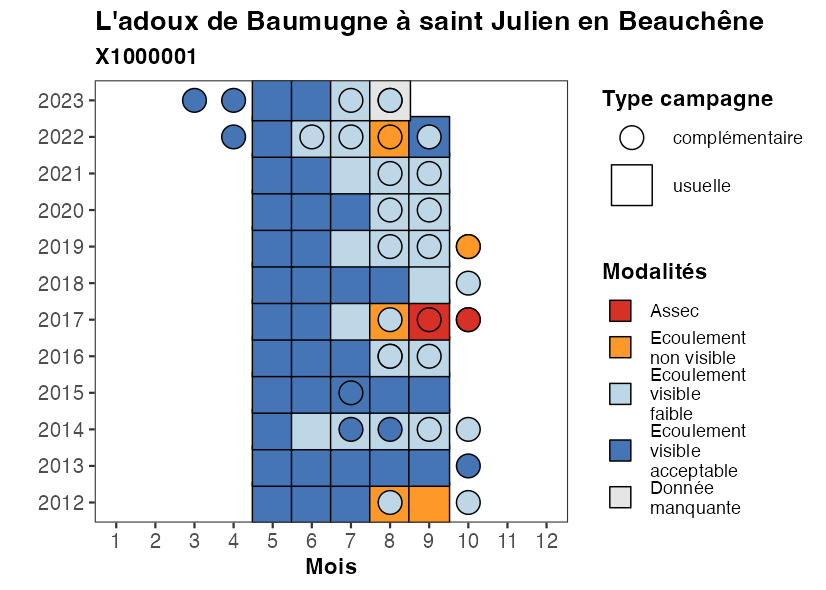 L'adoux de Baumugne à saint Julien en Beauchêne
X1000001
2023
2022
2021
2020
2019
2018
2017
2016
2015
2014
2013
2012
1 2 3 4 5 6 7 8 9 10 11 12
Mois
Type campagne
complémentaire
usuelle
Modalités
Assec
Ecoulement
non visible
Ecoulement
visible
faible
Ecoulement
visible
acceptable
Donnée
manquante